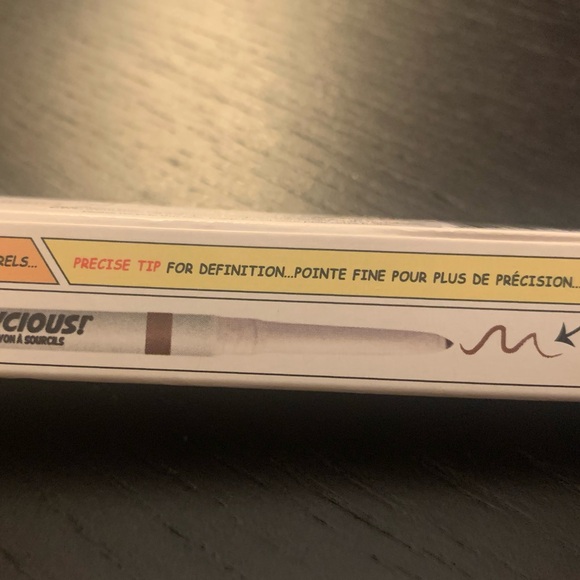 RELS... PRECISE TIP FOR DEFINITION...POINTE FINE POUR PLUS DE PRÉCISION...
CIOUS!
YON À SOURCILS